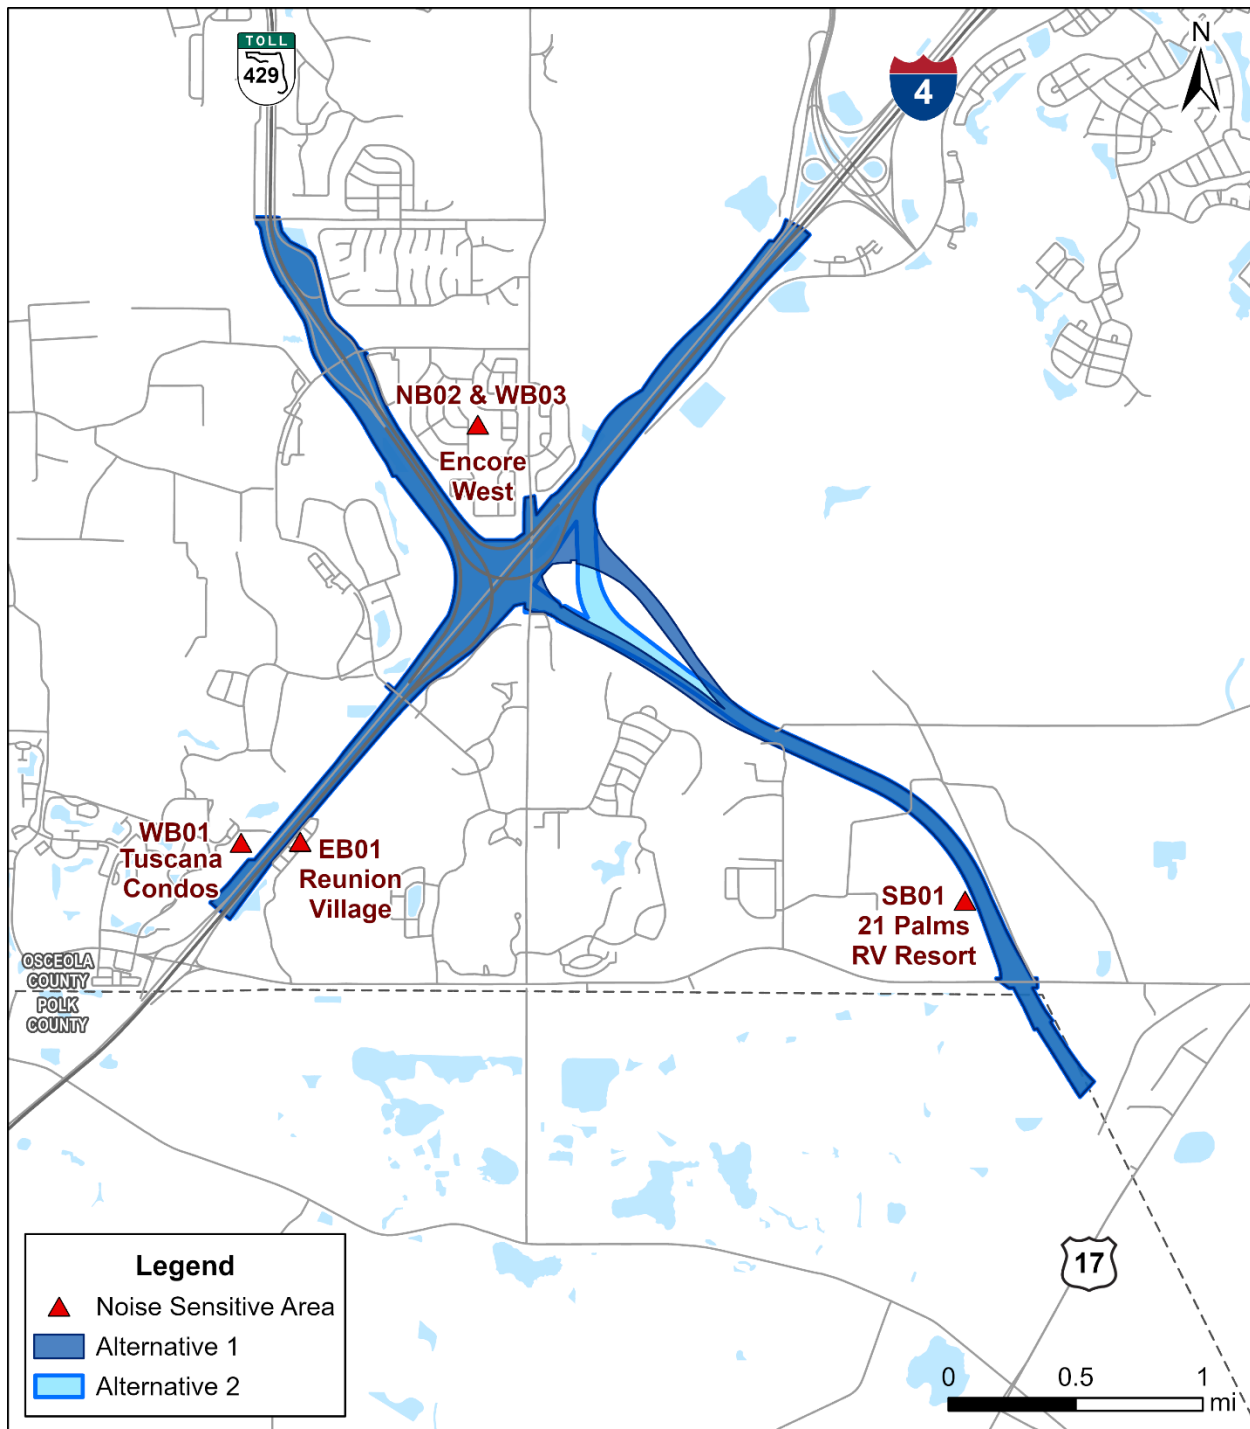 TOLL
429
4
N
NB02 & WB03
Encore
West
WB01
Tuscana
Condos
EB01
Reunion
Village
SB01
21 Palms
RV Resort
OSCEOLA
COUNTY
POLK
COUNTY
17
Legend
Noise Sensitive Area
Alternative 1
Alternative 2
0 0.5 1
mi